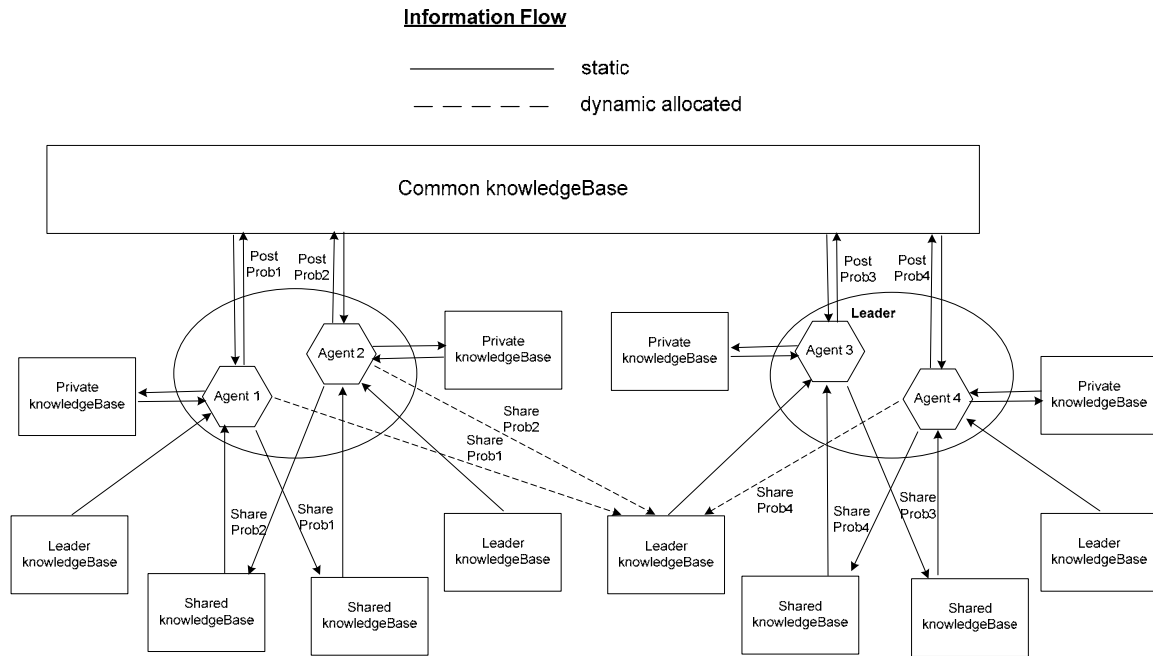 Information Flow
static
dynamic allocated
Common knowledgeBase
Post
Prob1
Post
Prob2
Post
Prob3
Post
Prob4
Leader
Agent 1
Agent 2
Agent 3
Agent 4
Private
knowledgeBase
Private
knowledgeBase
Private
knowledgeBase
Private
knowledgeBase
Share
Prob2
Share
Prob1
Share
Prob2
Share
Prob1
Share
Prob4
Share
Prob4
Share
Prob3
Leader
knowledgeBase
Leader
knowledgeBase
Leader
knowledgeBase
Leader
knowledgeBase
Shared
knowledgeBase
Shared
knowledgeBase
Shared
knowledgeBase
Shared
knowledgeBase